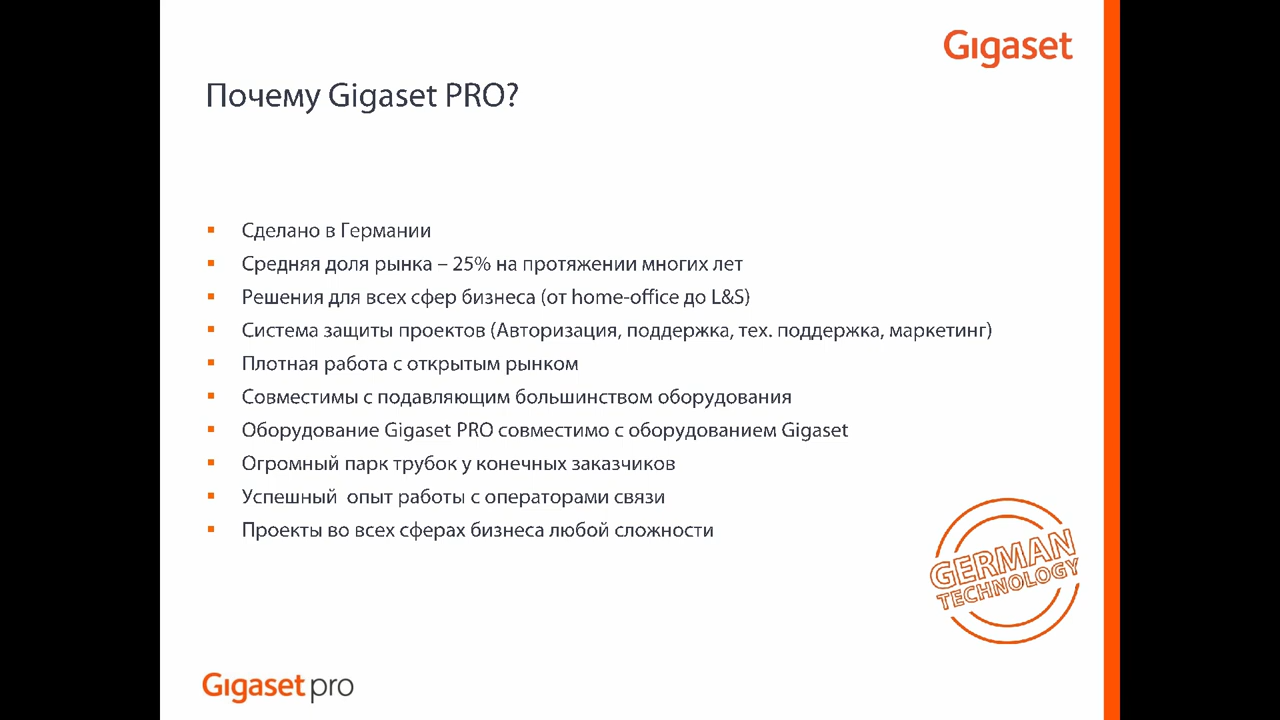 Gigaset
Почему Gigaset PRO?
▪ Сделано в Германии
▪ Средняя доля рынка – 25% на протяжении многих лет
▪ Решения для всех сфер бизнеса (от home-office до L&S)
▪ Система защиты проектов (Авторизация, поддержка, тех. поддержка, маркетинг)
▪ Плотная работа с открытым рынком
▪ Совместимы с подавляющим большинством оборудования
▪ Оборудование Gigaset PRO совместимо с оборудованием Gigaset
▪ Огромный парк трубок у конечных заказчиков
▪ Успешный опыт работы с операторами связи
▪ Проекты во всех сферах бизнеса любой сложности
GERMAN
TECHNOLOGY
Gigaset pro